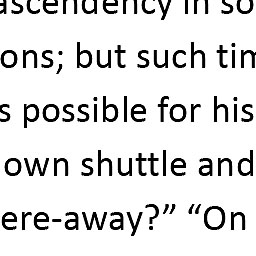 ascendency in so
ons; but such tim
s possible for his
own shuttle and
ere-away?” “On